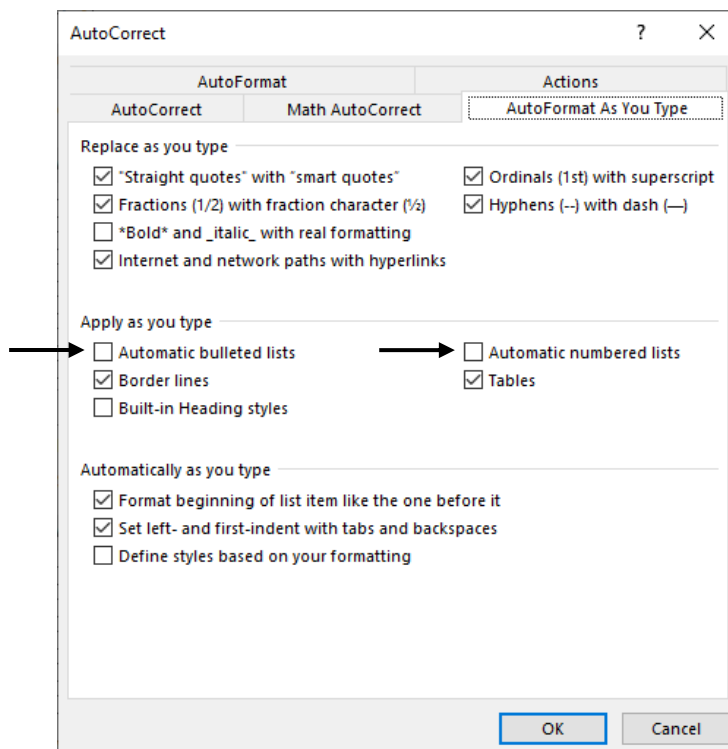 AutoCorrect ?
AutoFormat Actions
AutoCorrect Math AutoCorrect AutoFormat As You Type
Replace as you type
"Straight quotes" with “smart quotes” Ordinals (1st) with superscript
Fractions (1/2) with fraction character (½) Hyphens (--) with dash (—)
*Bold* and _italic_ with real formatting
Internet and network paths with hyperlinks
Apply as you type
Automatic bulleted lists Automatic numbered lists
Border lines Tables
Built-in Heading styles
Automatically as you type
Format beginning of list item like the one before it
Set left- and first-indent with tabs and backspaces
Define styles based on your formatting
OK Cancel